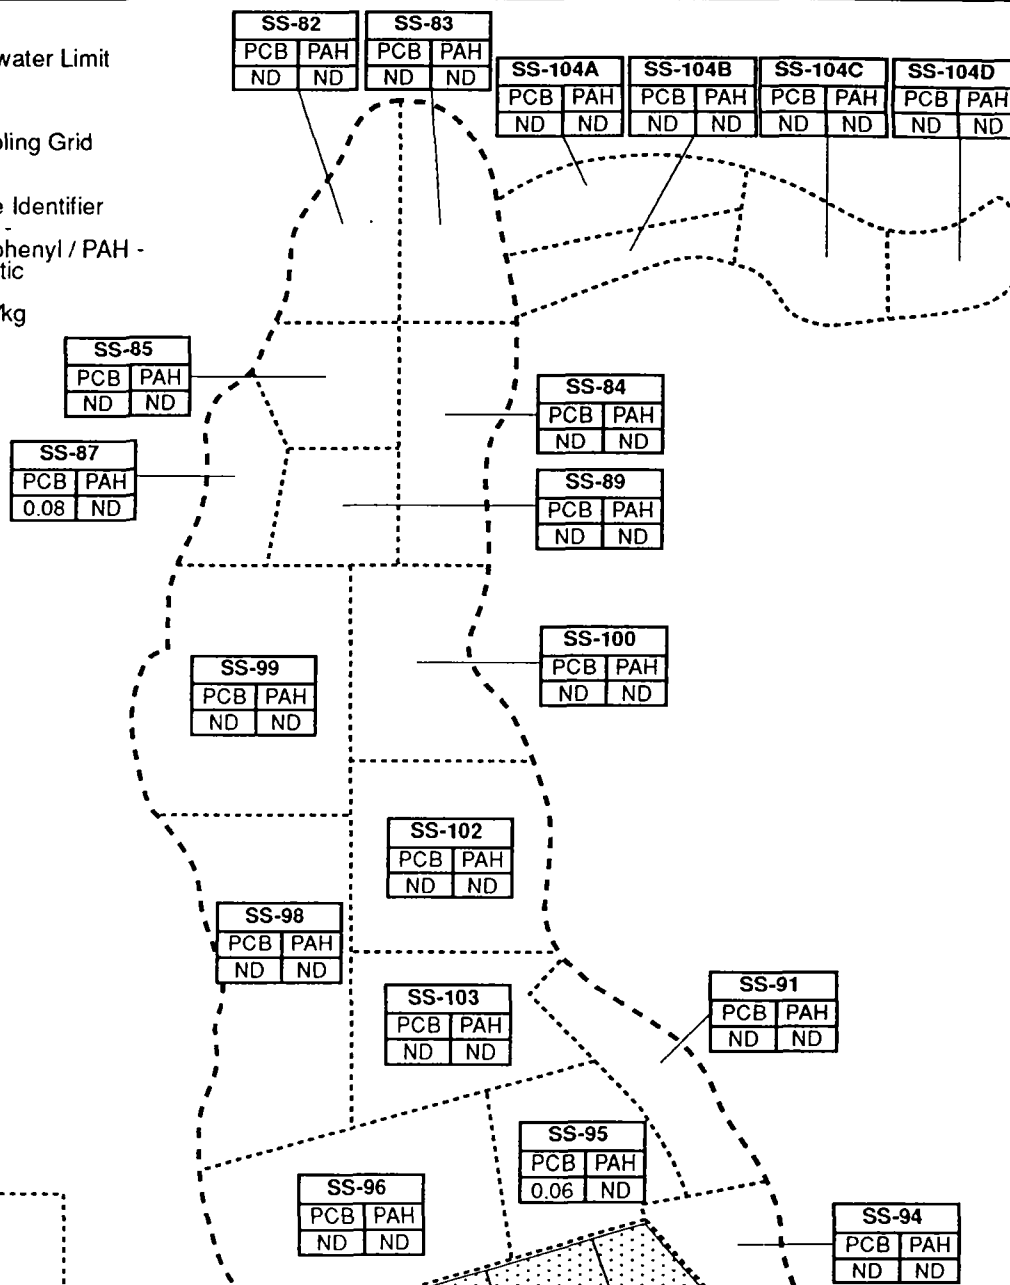 water Limit
pling Grid
e Identifier
-
phenyl / PAH -
tic
/kg
SS-82
PCB PAH
ND ND
SS-83
PCB PAH
ND ND
SS-104A
PCB PAH
ND ND
SS-104B
PCB PAH
ND ND
SS-104C
PCB PAH
ND ND
SS-104D
PCB PAH
ND ND
SS-85
PCB PAH
ND ND
SS-84
PCB PAH
ND ND
SS-87
PCB PAH
0.08 ND
SS-89
PCB PAH
ND ND
SS-99
PCB PAH
ND ND
SS-100
PCB PAH
ND ND
SS-102
PCB PAH
ND ND
SS-98
PCB PAH
ND ND
SS-103
PCB PAH
ND ND
SS-91
PCB PAH
ND ND
SS-95
PCB PAH
0.06 ND
SS-96
PCB PAH
ND ND
SS-94
PCB PAH
ND ND